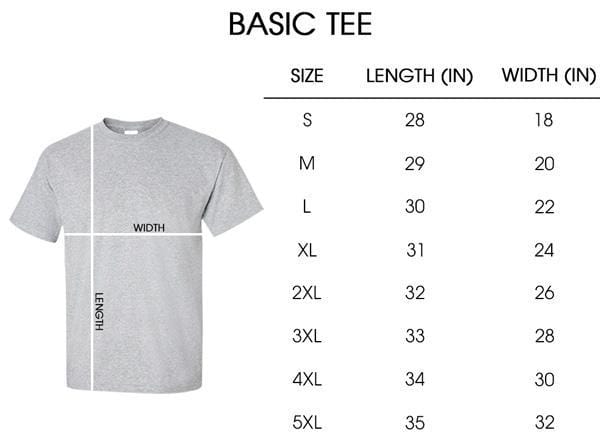 BASIC TEE
SIZE LENGTH (IN) WIDTH (IN)
S 28 18
M 29 20
L 30 22
XL 31 24
2XL 32 26
3XL 33 28
4XL 34 30
5XL 35 32
WIDTH
LENGTH